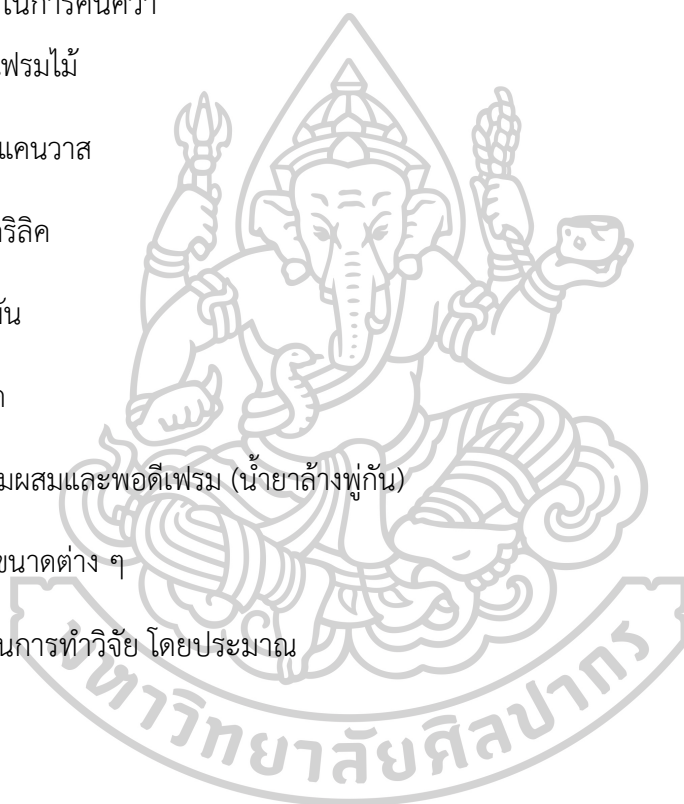 ในการค้นคว้า
เฟรมไม้
แคนวาส
ริลิค
มผสมและพอดีเฟรม (น้ำยาล้างพู่กัน)
ขนาดต่าง ๆ
นการทำวิจัย โดยประมาณ
มหาวิทยาลัยศิลปากร